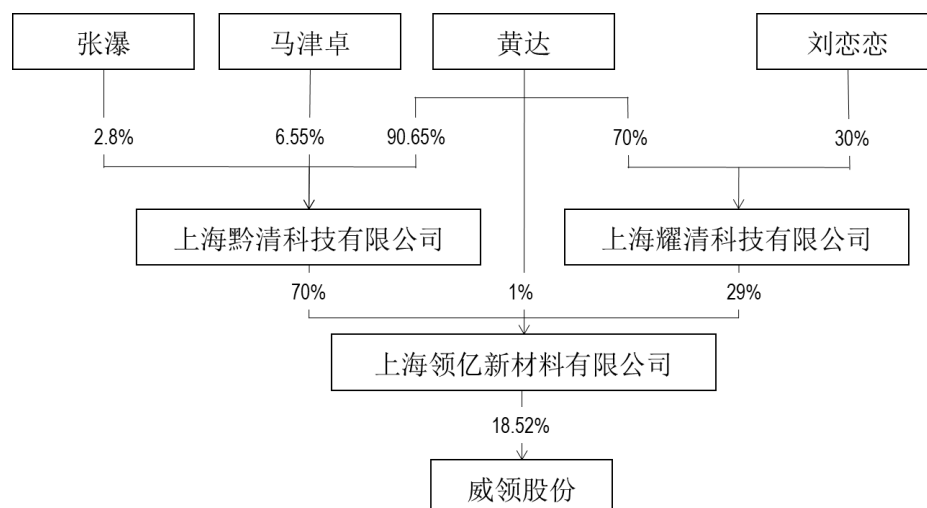 张瀑 马津卓 黄达 刘恋恋
2.8% 6.55% 90.65% 70% 30%
上海黔清科技有限公司 上海耀清科技有限公司
70% 1% 29%
上海领亿新材料有限公司
18.52%
威领股份